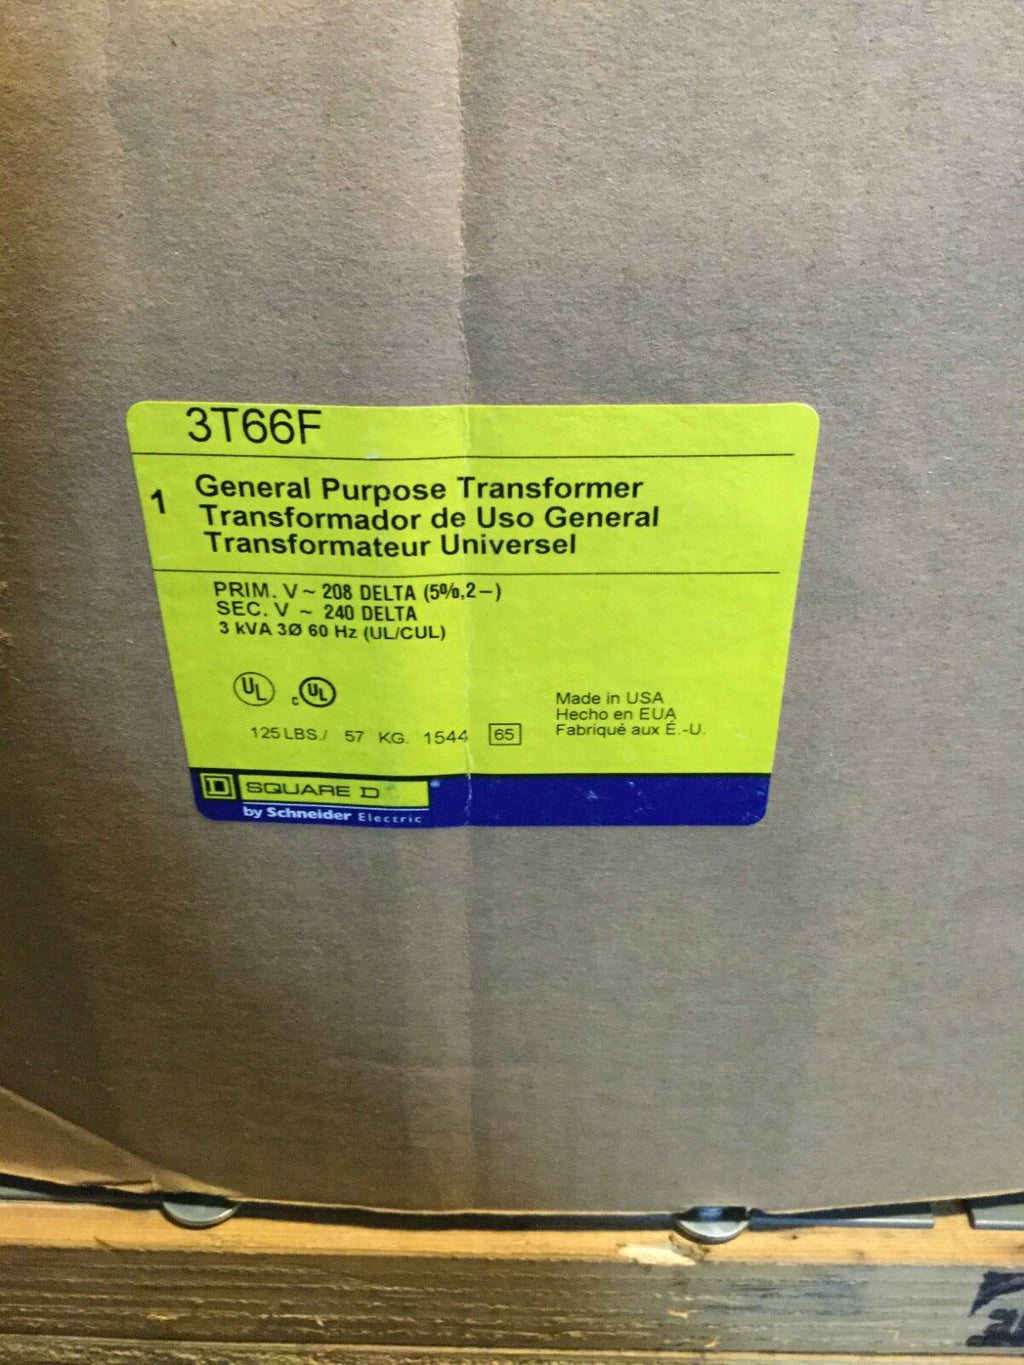 3T66F
1 General Purpose Transformer
Transformador de Uso General
Transformateur Universel
PRIM. V ~ 208 DELTA (5%,2-)
SEC. V ~ 240 DELTA
3 kVA 3Ø 60 Hz (UL/CUL)
UL c UL
Made in USA
Hecho en EUA
Fabriqué aux É.-U.
125 LBS./ 57 KG. 1544 65
D SQUARE D ®
by Schneider Electric